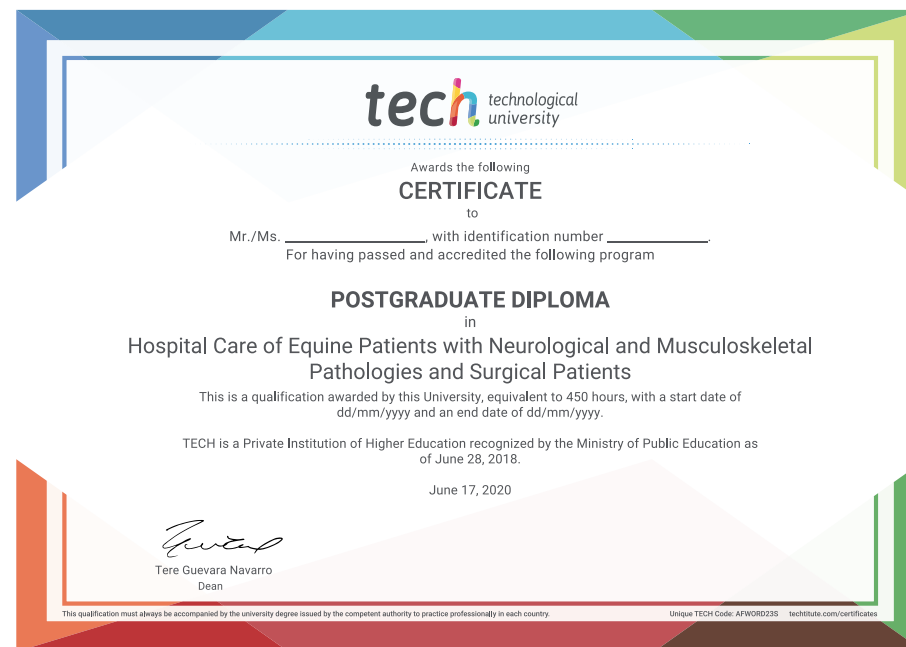 tech technological
university
Awards the following
CERTIFICATE
to
Mr./Ms. ____________________, with identification number ______________.
For having passed and accredited the following program
POSTGRADUATE DIPLOMA
in
Hospital Care of Equine Patients with Neurological and Musculoskeletal
Pathologies and Surgical Patients
This is a qualification awarded by this University, equivalent to 450 hours, with a start date of
dd/mm/yyyy and an end date of dd/mm/yyyy.
TECH is a Private Institution of Higher Education recognized by the Ministry of Public Education as
of June 28, 2018.
June 17, 2020
Tere Guevara Navarro
Dean
This qualification must always be accompanied by the university degree issued by the competent authority to practice professionally in each country. Unique TECH Code: AFWORD23S techtitute.com/certificates